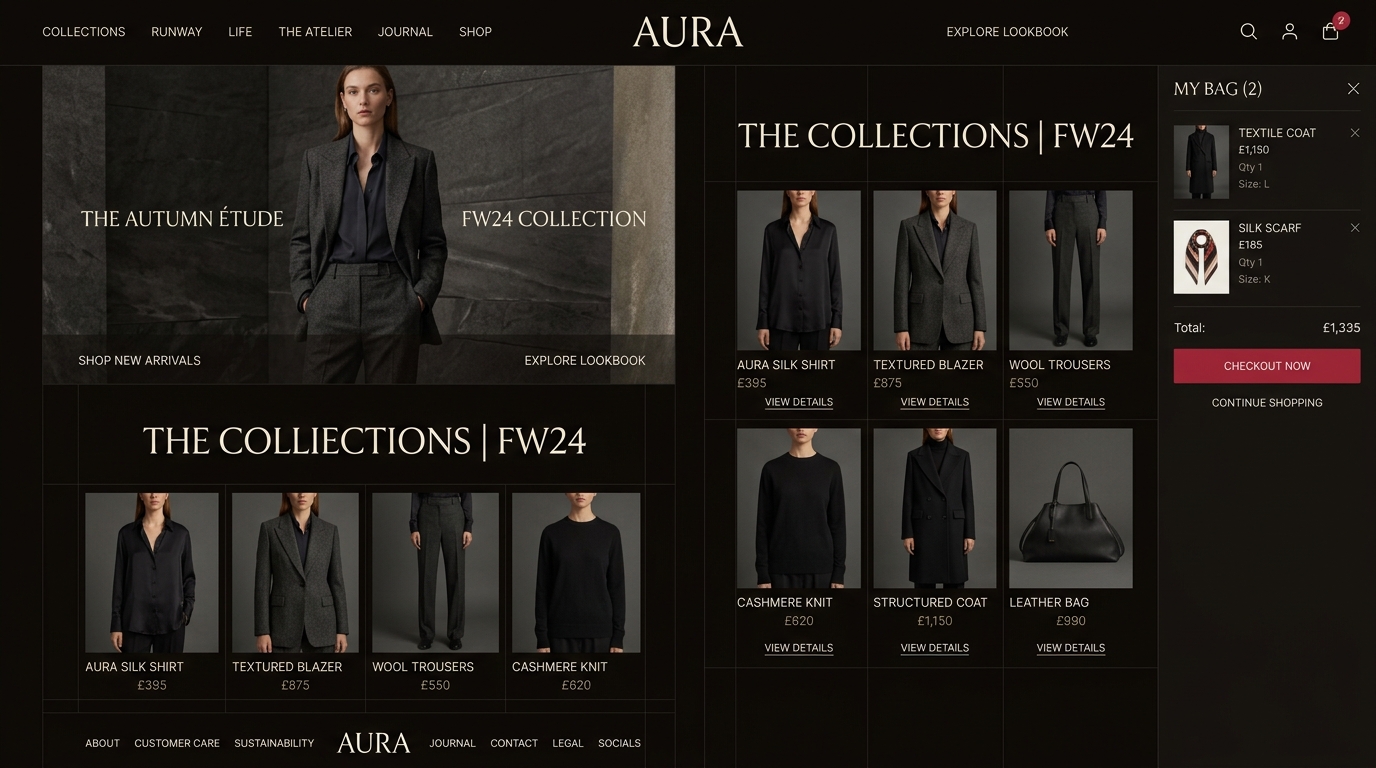 COLLECTIONS RUNWAY LIFE THE ATELIER JOURNAL SHOP AURA EXPLORE LOOKBOOK 2
THE AUTUMN ÉTUDE FW24 COLLECTION
SHOP NEW ARRIVALS EXPLORE LOOKBOOK
THE COLLIECTIONS | FW24
AURA SILK SHIRT TEXTURED BLAZER WOOL TROUSERS CASHMERE KNIT
£395 £875 £550 £620
ABOUT CUSTOMER CARE SUSTAINABILITY AURA JOURNAL CONTACT LEGAL SOCIALS
THE COLLECTIONS | FW24
AURA SILK SHIRT TEXTURED BLAZER WOOL TROUSERS
£395 £875 £550
VIEW DETAILS VIEW DETAILS VIEW DETAILS
CASHMERE KNIT STRUCTURED COAT LEATHER BAG
£620 £1,150 £990
VIEW DETAILS VIEW DETAILS VIEW DETAILS
MY BAG (2)
TEXTILE COAT
£1,150
Qty 1
Size: L
SILK SCARF
£185
Qty 1
Size: K
Total: £1,335
CHECKOUT NOW
CONTINUE SHOPPING